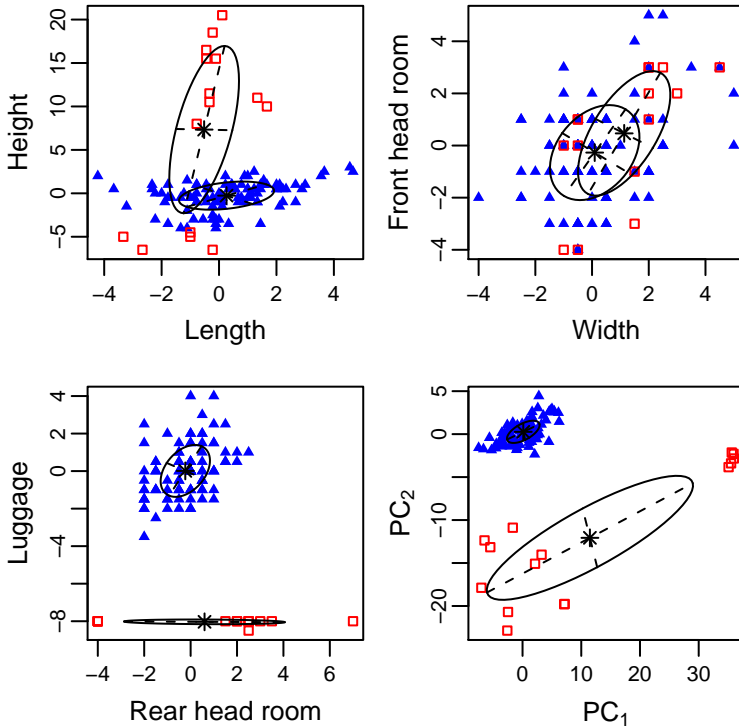 Height
20
15
10
5
0
−5
−4 −2 0 2 4
Length
Front head room
4
2
0
−2
−4
−4 −2 0 2 4
Width
Luggage
4
2
0
−4
−8
−4 −2 0 2 4 6
Rear head room
PC2
5
0
−10
−20
0 10 20 30
PC1